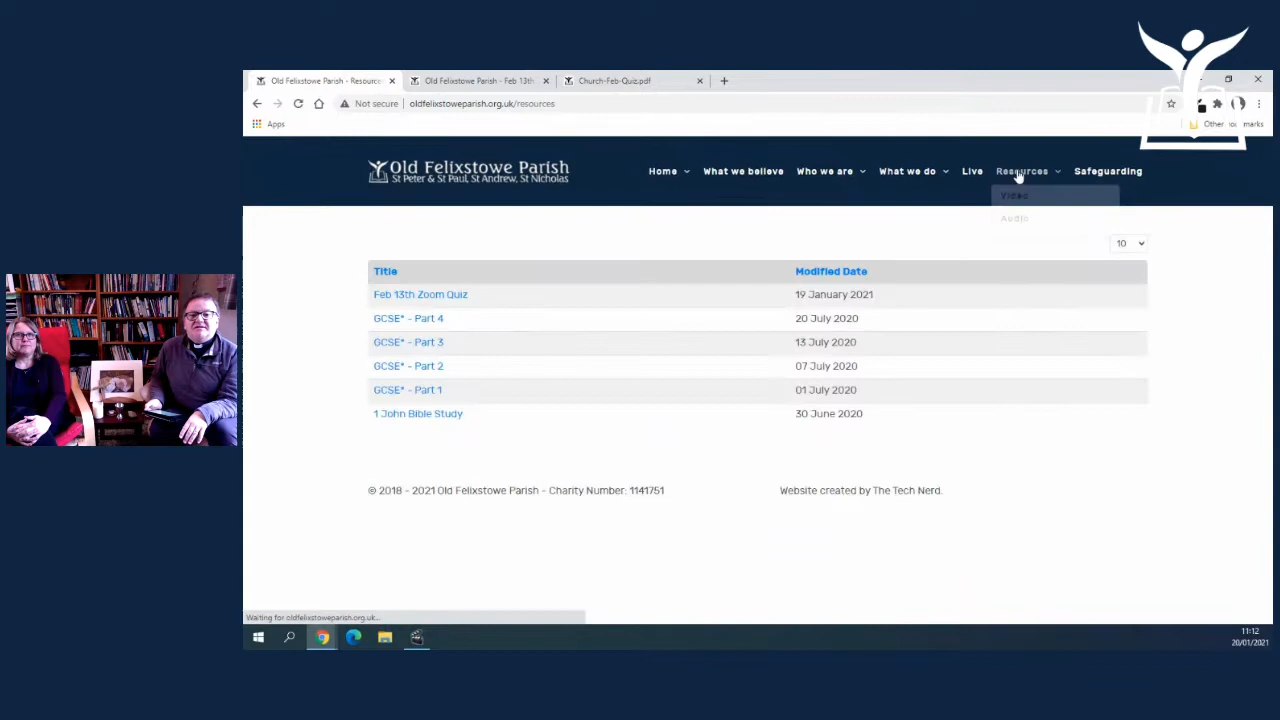 Old Felixstowe Parish - Resource
Old Felixstowe Parish - Feb 13th
Church-Feb-Quiz.pdf
Not secure
oldfelixstoweparish.org.uk/resources
Apps
Other
marks
Old Felixstowe Parish
St Peter & St Paul, St Andrew, St Nicholas
Home
What we believe
Who we are
What we do
Live
Resources
Safeguarding
Video
Audio
10
Title
Modified Date
Feb 13th Zoom Quiz
19 January 2021
GCSE* - Part 4
20 July 2020
GCSE* - Part 3
13 July 2020
GCSE* - Part 2
07 July 2020
GCSE* - Part 1
01 July 2020
1 John Bible Study
30 June 2020
© 2018 - 2021 Old Felixstowe Parish - Charity Number: 1141751
Website created by The Tech Nerd.
Waiting for oldfelixstoweparish.org.uk...
11:12
20/01/2021